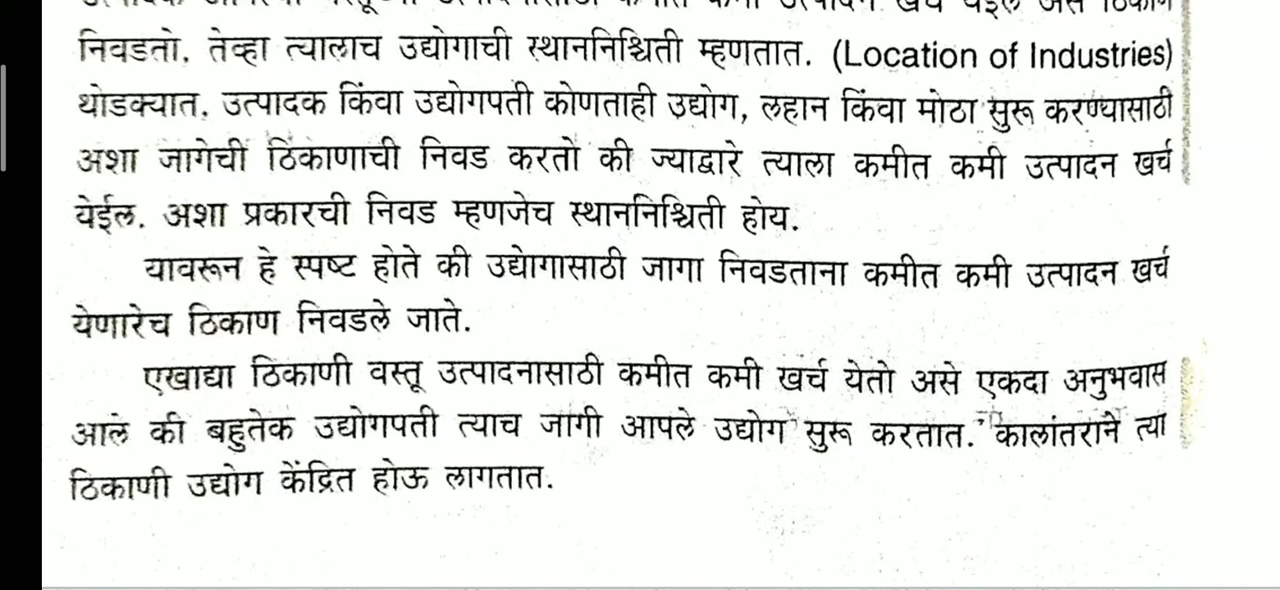 निवडतो. तेव्हा त्यालाच उद्योगाची स्थाननिश्चिती म्हणतात. (Location of Industries)
थोडक्यात. उत्पादक किंवा उद्योगपती कोणताही उद्योग, लहान किंवा मोठा सुरू करण्यासाठी
अशा जागेची ठिकाणाची निवड करतो की ज्याद्वारे त्याला कमीत कमी उत्पादन खर्च
येईल. अशा प्रकारची निवड म्हणजेच स्थाननिश्चिती होय.
यावरून हे स्पष्ट होते की उद्योगासाठी जागा निवडताना कमीत कमी उत्पादन खर्च
येणारेच ठिकाण निवडले जाते.
एखाद्या ठिकाणी वस्तू उत्पादनासाठी कमीत कमी खर्च येतो असे एकदा अनुभवास
आले की बहुतेक उद्योगपती त्याच जागी आपले उद्योग सुरू करतात. कालांतराने त्या
ठिकाणी उद्योग केंद्रित होऊ लागतात.